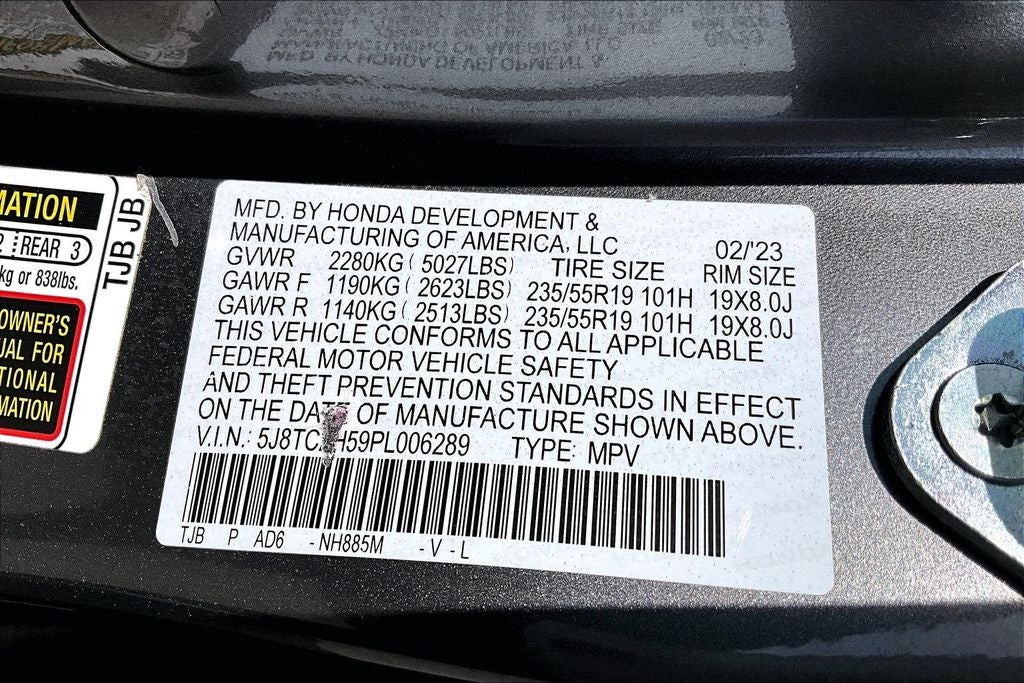 MATION
2 REAR 3
kg or 838lbs.
OWNER'S
UAL FOR
TIONAL
MATION
TJB JB
MFD. BY HONDA DEVELOPMENT &
MANUFACTURING OF AMERICA, LLC 02/'23
GVWR 2280KG ( 5027LBS) TIRE SIZE RIM SIZE
GAWR F 1190KG ( 2623LBS) 235/55R19 101H 19X8.0J
GAWR R 1140KG ( 2513LBS) 235/55R19 101H 19X8.0J
THIS VEHICLE CONFORMS TO ALL APPLICABLE
FEDERAL MOTOR VEHICLE SAFETY
AND THEFT PREVENTION STANDARDS IN EFFECT
ON THE DATE OF MANUFACTURE SHOWN ABOVE.
V.I.N.: TYPE: MPV
TJB P AD6 -NH885M -V-L